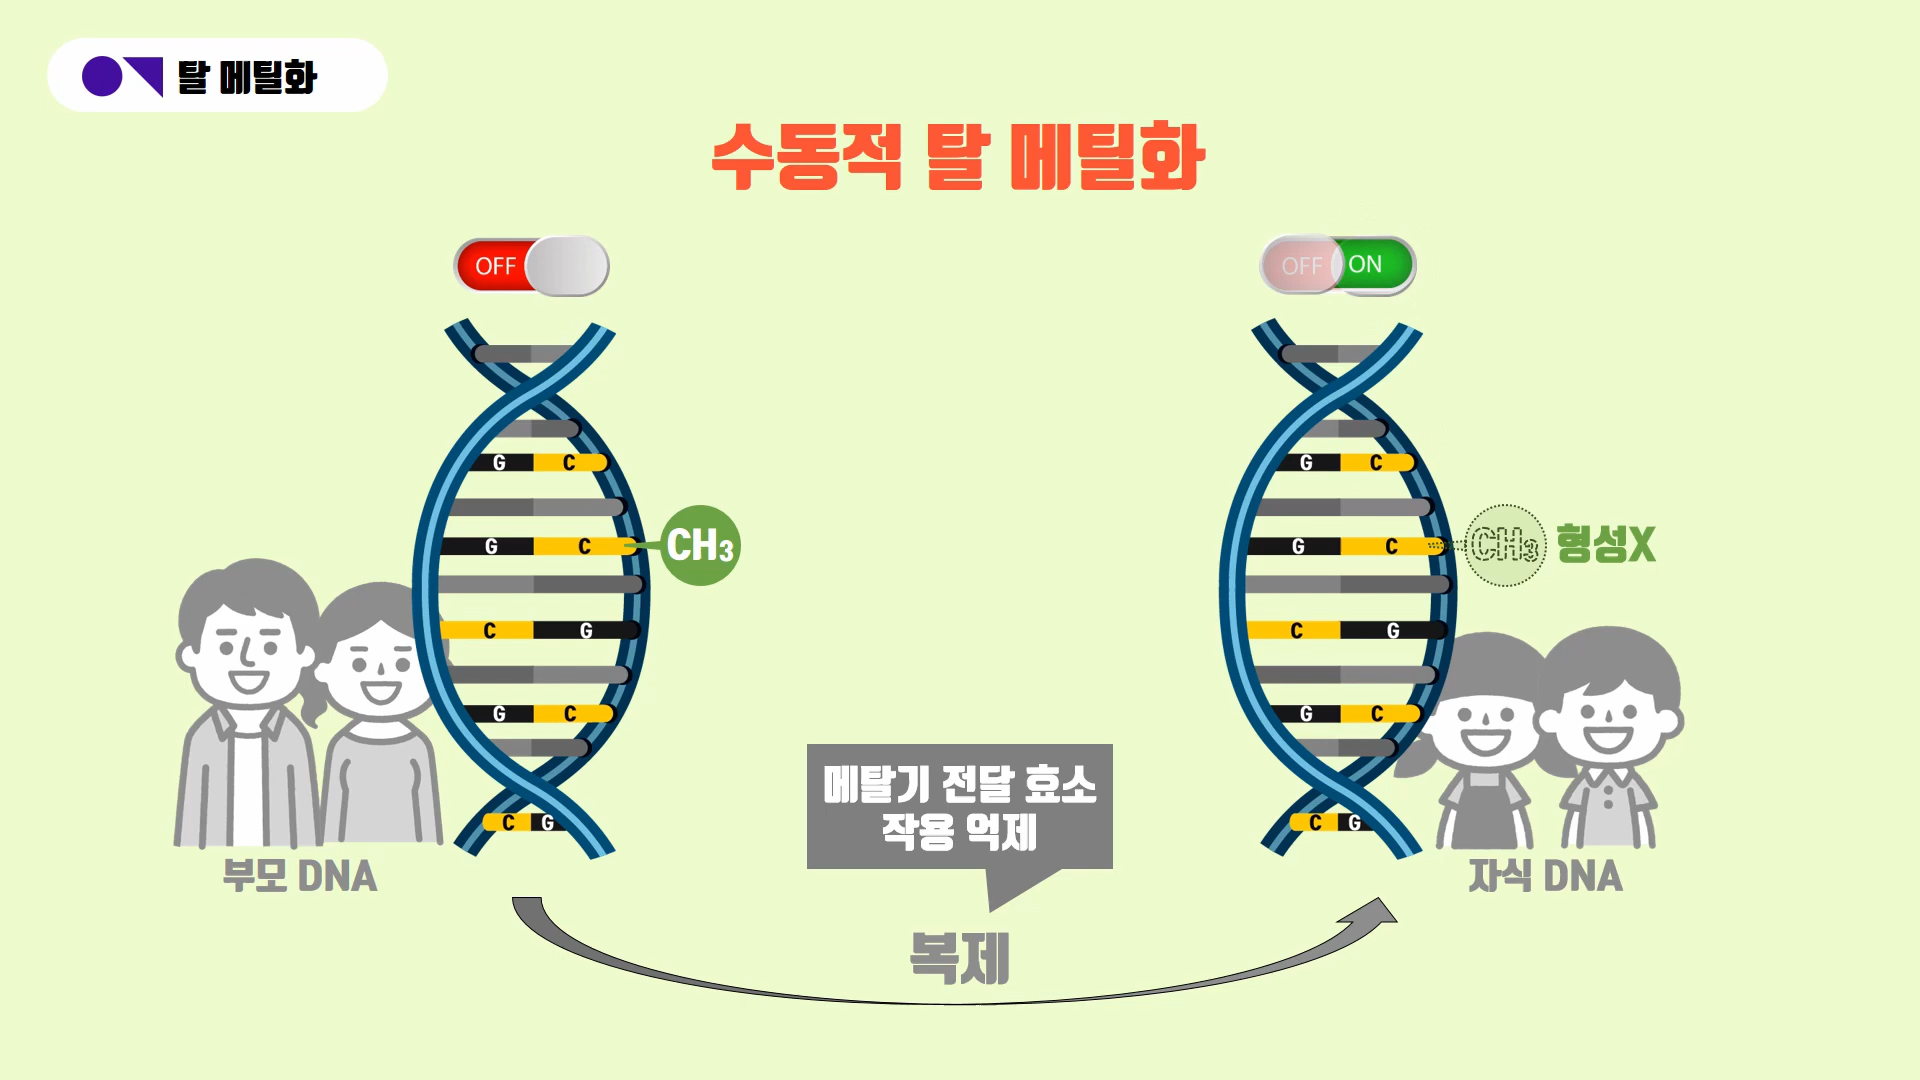 탈 메틸화
수동적 탈 메틸화
OFF
OFF ON
G C
G C
G C
G C
CH₃
CH₃ 형성X
C G
C G
G C
G C
메탈기 전달 효소
작용 억제
C G
C G
부모 DNA
자식 DNA
복제